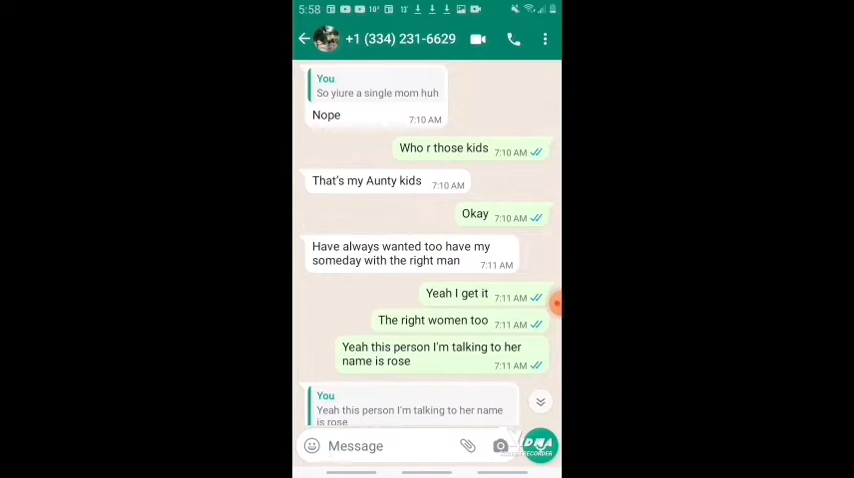 5:58
10°
13'
+1 (334) 231-6629
You
So yiure a single mom huh
Nope
7:10 AM
Who r those kids 7:10 AM
That's my Aunty kids 7:10 AM
Okay 7:10 AM
Have always wanted too have my
someday with the right man 7:11 AM
Yeah I get it 7:11 AM
The right women too 7:11 AM
Yeah this person I'm talking to her
name is rose 7:11 AM
You
Yeah this person I'm talking to her name
is rose
Message
RECORDER